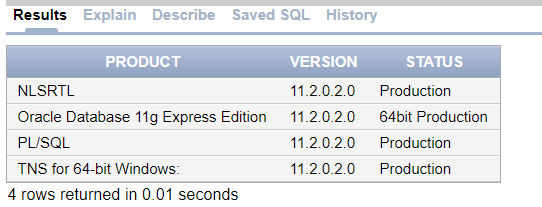 Results Explain Describe Saved SQL History
PRODUCT VERSION STATUS
NLSRTL 11.2.0.2.0 Production
Oracle Database 11g Express Edition 11.2.0.2.0 64bit Production
PL/SQL 11.2.0.2.0 Production
TNS for 64-bit Windows: 11.2.0.2.0 Production
4 rows returned in 0.01 seconds